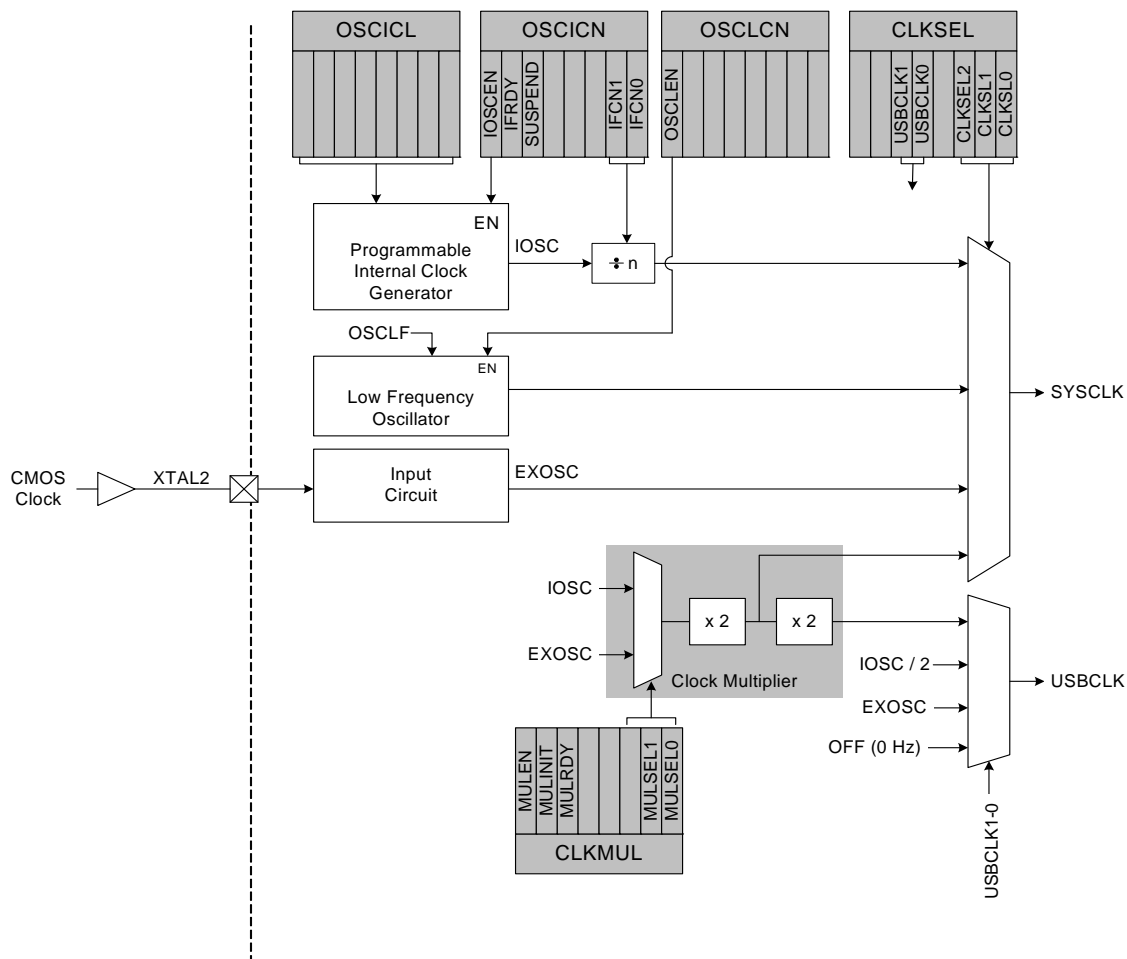 OSCICL
OSCICN
OSCLCN
CLKSEL
IOSCEN
IFRDY
SUSPEND
IFCN1
IFCN0
OSCLEN
USBCLK1
USBCLK0
CLKSEL2
CLKSL1
CLKSL0
EN
Programmable
Internal Clock
Generator
IOSC
÷ n
OSCLF
EN
Low Frequency
Oscillator
SYSCLK
CMOS
Clock
XTAL2
Input
Circuit
EXOSC
IOSC
EXOSC
x 2
x 2
Clock Multiplier
IOSC / 2
EXOSC
OFF (0 Hz)
USBCLK
USBCLK1-0
MULEN
MULINIT
MULRDY
MULSEL1
MULSEL0
CLKMUL